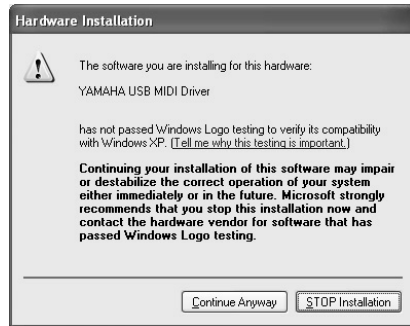 Hardware Installation
The software you are installing for this hardware:
YAMAHA USB MIDI Driver
has not passed Windows Logo testing to verify its compatibility
with Windows XP. (Tell me why this testing is important.)
Continuing your installation of this software may impair
or destabilize the correct operation of your system
either immediately or in the future. Microsoft strongly
recommends that you stop this installation now and
contact the hardware vendor for software that has
passed Windows Logo testing.
Continue Anyway
STOP Installation